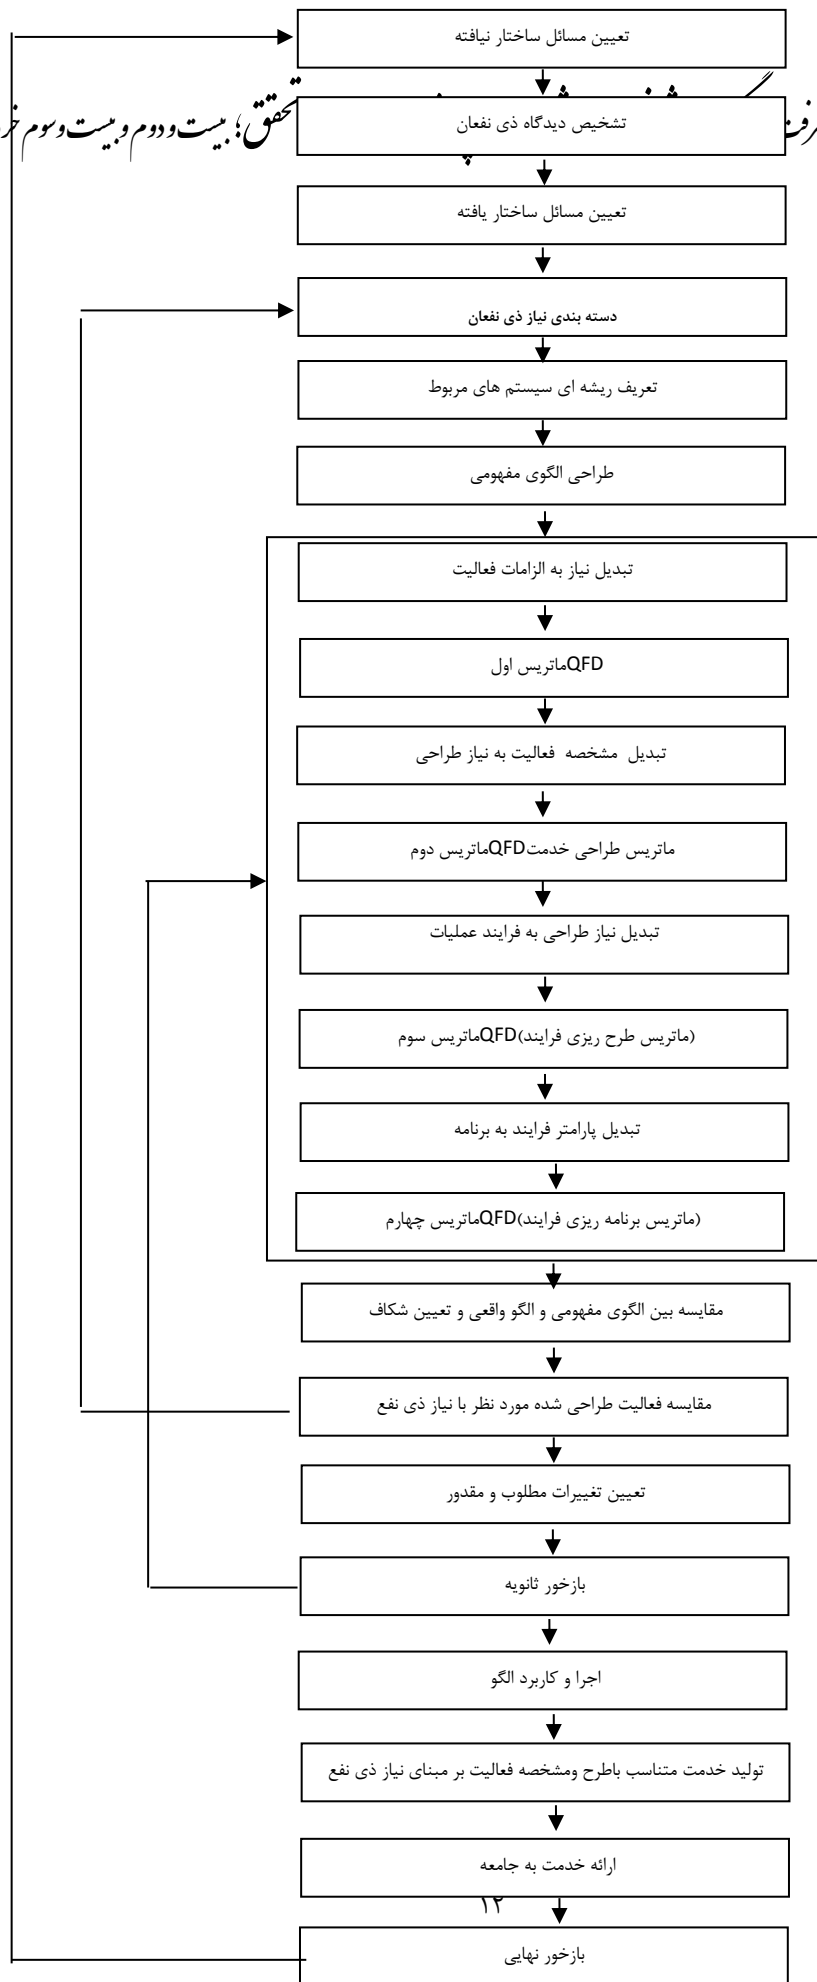 تعیین مسائل ساختار نیافته
تحقق؛ بیست و دوم و بیست و سوم
تشخیص دیدگاه ذی نفعان
تعیین مسائل ساختار یافته
دسته بندی نیاز ذی نفعان
تعریف ریشه ای سیستم های مربوط
طراحی الگوی مفهومی
تبدیل نیاز به الزامات فعالیت
QFDماتریس اول
تبدیل مشخصه فعالیت به نیاز طراحی
ماتریس طراحی خدمتQFDماتریس دوم
تبدیل نیاز طراحی به فرایند عملیات
(ماتریس طرح ریزی فرایند)QFDماتریس سوم
تبدیل پارامتر فرایند به برنامه
(ماتریس برنامه ریزی فرایند)QFDماتریس چهارم
مقایسه بین الگوی مفهومی و الگو واقعی و تعیین شکاف
مقایسه فعالیت طراحی شده مورد نظر با نیاز ذی نفع
تعیین تغییرات مطلوب و مقدور
بازخور ثانویه
اجرا و کاربرد الگو
تولید خدمت متناسب باطرح ومشخصه فعالیت بر مبنای نیاز ذی نفع
ارائه خدمت به جامعه
۱۲
بازخور نهایی